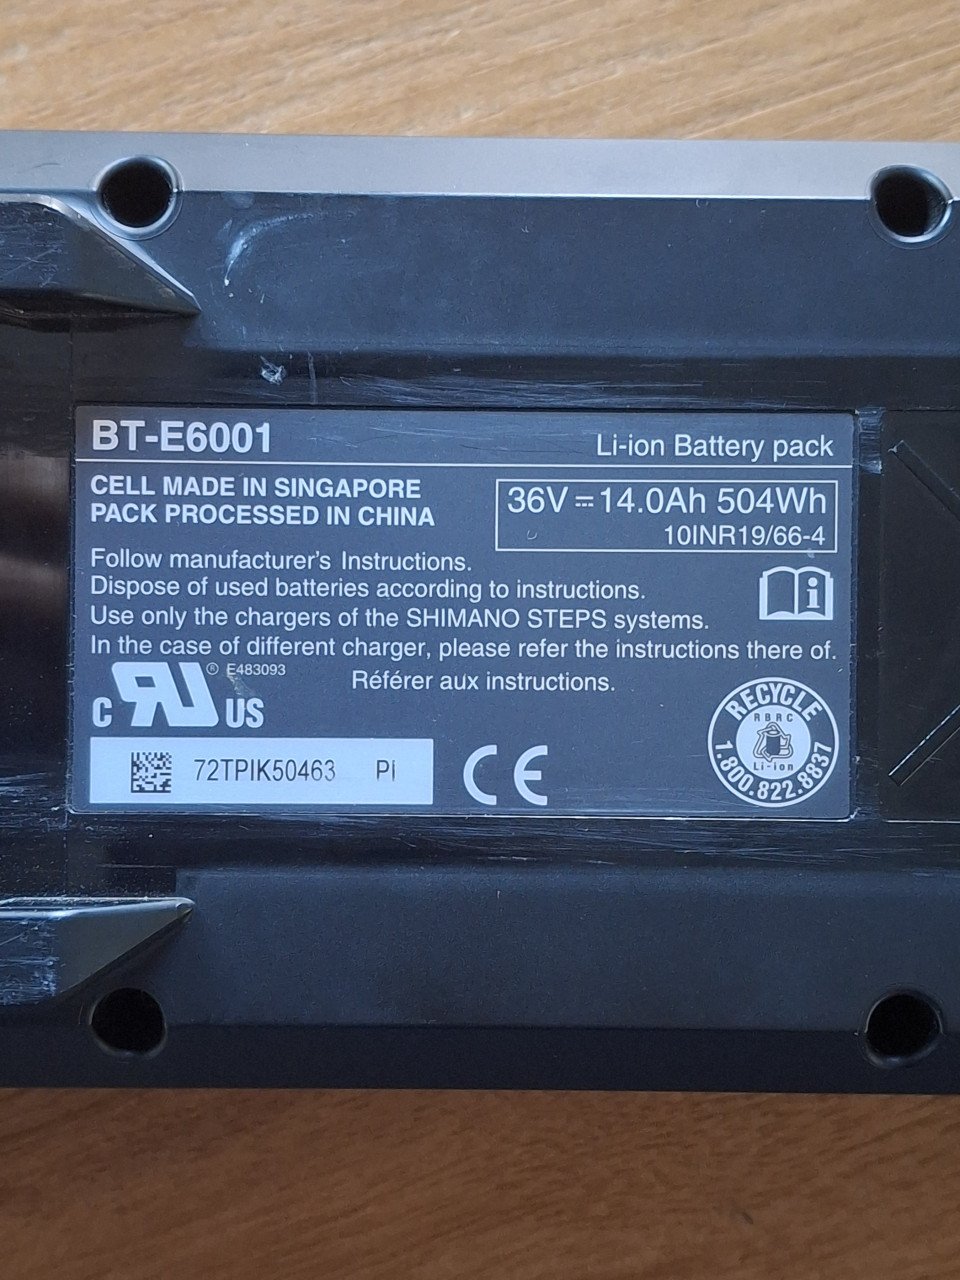 BT-E6001
Li-ion Battery pack
CELL MADE IN SINGAPORE
PACK PROCESSED IN CHINA
36V ⎓ 14.0Ah 504Wh
10INR19/66-4
Follow manufacturer's Instructions.
Dispose of used batteries according to instructions.
Use only the chargers of the SHIMANO STEPS systems.
In the case of different charger, please refer the instructions there of.
Référer aux instructions.
C RU US ® E483093
72TPIK50463 PI
CE
RECYCLE
RBRC
Li-ion
1.800.822.8837